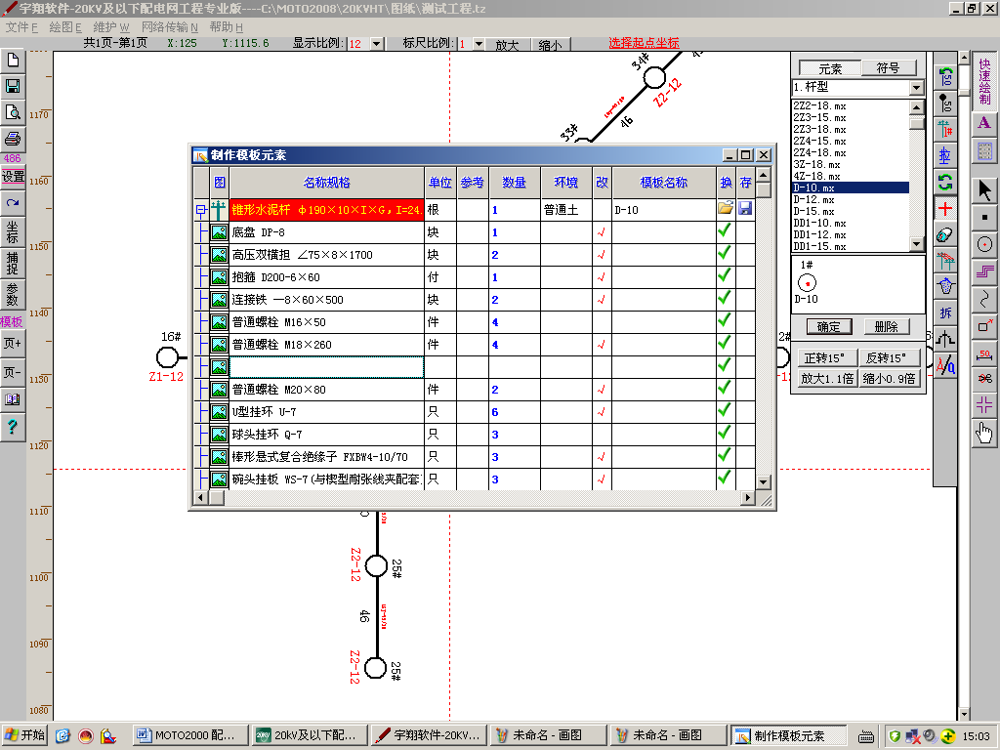 宇翔软件-20KV及以下配电网工程专业版----C:\MOTO2008\20KVHT\图纸\测试工程.tz
文件F 绘图E 维护W 网络传输N 帮助H
共1页-第1页 X:125 Y:1115.6 显示比例: 12 标尺比例: 1 放大 缩小 选择起点坐标
486
设置
坐标
捕捉
参数
模板
页+
页-
1170
1160
1150
1140
1130
1120
1110
1100
1090
1080
34#
Z2-12
33#
46
16#
Z1-12
制作模板元素
图 名称规格 单位 参考 数量 环境 改 模板名称 换 存
锥形水泥杆 φ190×10×I×G,I=24. 根 1 普通土 D-10
底盘 DP-8 块 1 √
高压双横担 ∠75×8×1700 块 2 √
抱箍 D200-6×60 付 1 √
连接铁 —8×60×500 块 2 √
普通螺栓 M16×50 件 4
普通螺栓 M18×260 件 4 √
普通螺栓 M20×80 件 2 √
U型挂环 U-7 只 6 √
球头挂环 Q-7 只 3
棒形悬式复合绝缘子 FXBW4-10/70 只 3 √
碗头挂板 WS-7(与楔型耐张线夹配套) 只 3 √
Z2-12
25#
46
Z2-12
25#
元素 符号
1.杆型
2Z2-18.mx
2Z3-15.mx
2Z3-18.mx
2Z4-15.mx
2Z4-18.mx
3Z-18.mx
4Z-18.mx
D-10.mx
D-12.mx
D-15.mx
DD1-10.mx
DD1-12.mx
DD1-15.mx
1#
D-10
确定 删除
正转15° 反转15°
放大1.1倍 缩小0.9倍
2#
-12
50
50
1#
拉
拆
A/Q
快速绘制
A
50
开始 MOTO2000 配... 20kV及以下配... 宇翔软件-20KV... 未命名 - 画图 未命名 - 画图 制作模板元素 15:03